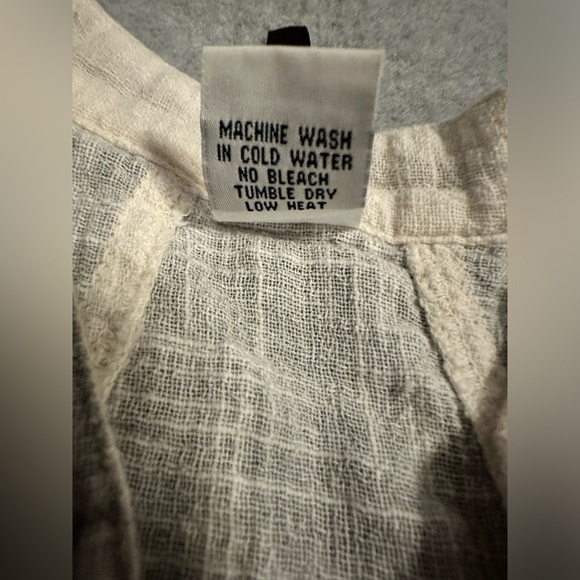 MACHINE WASH
IN COLD WATER
NO BLEACH
TUMBLE DRY
LOW HEAT